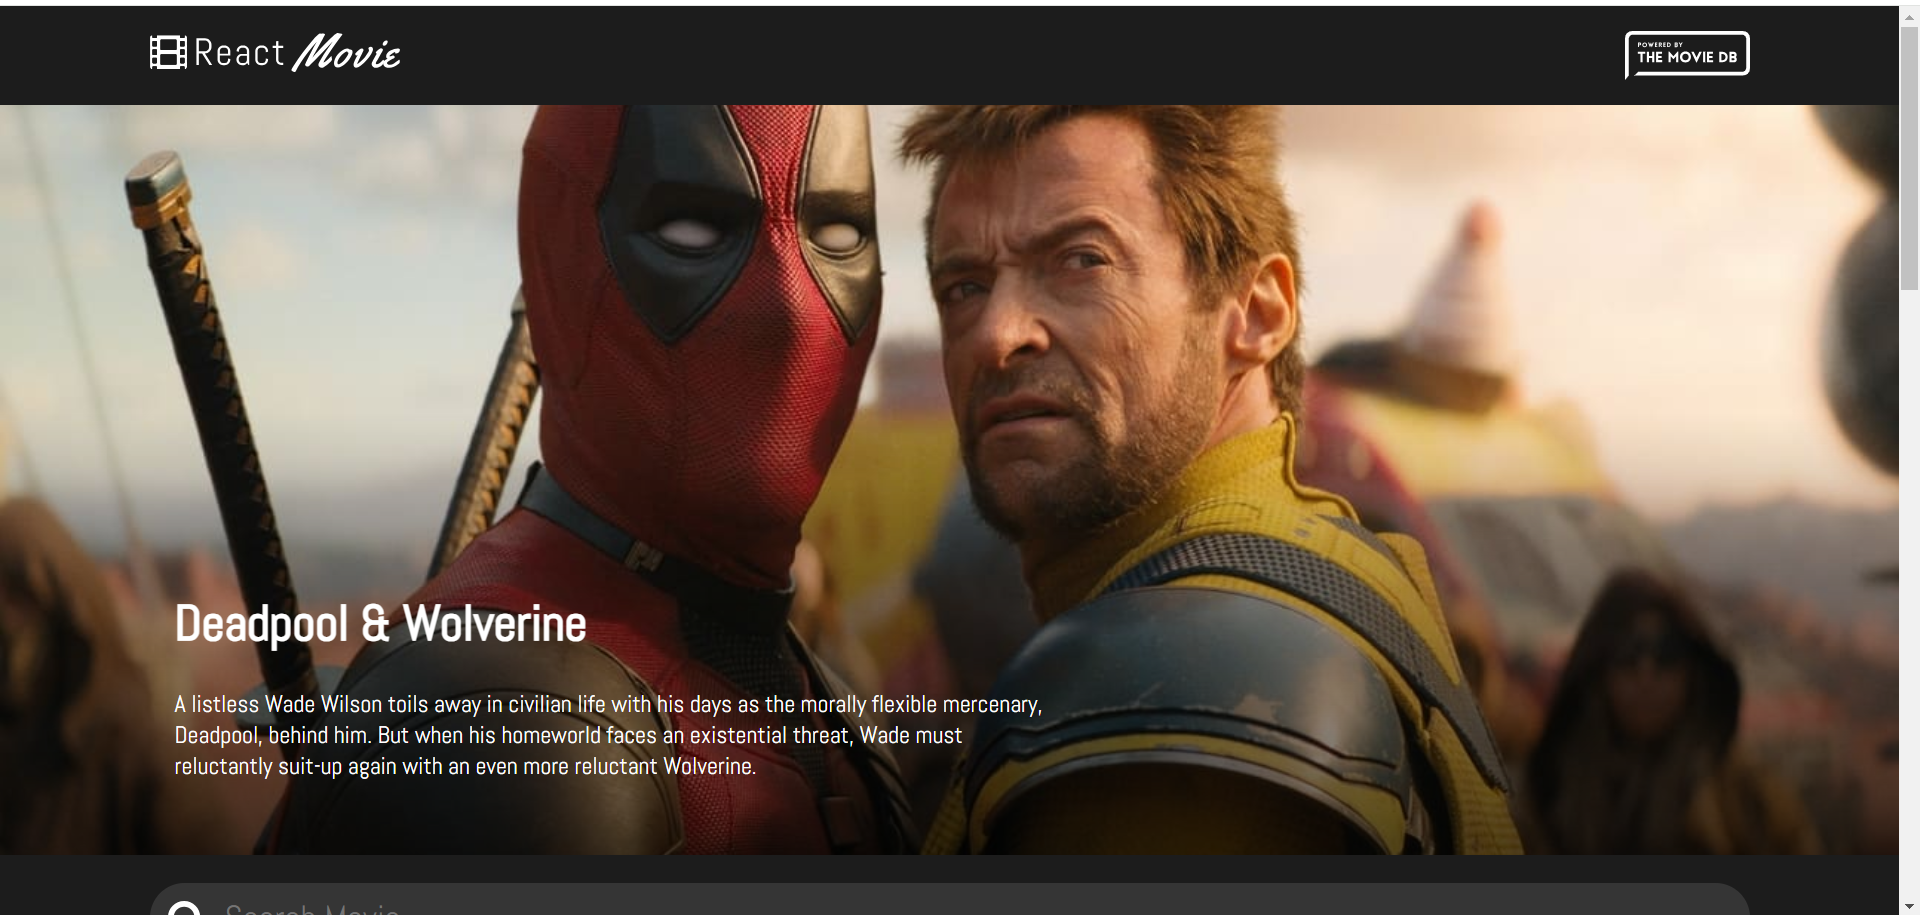 React Movie
POWERED BY
THE MOVIE DB
Deadpool & Wolverine
A listless Wade Wilson toils away in civilian life with his days as the morally flexible mercenary,
Deadpool, behind him. But when his homeworld faces an existential threat, Wade must
reluctantly suit-up again with an even more reluctant Wolverine.
Search Movie